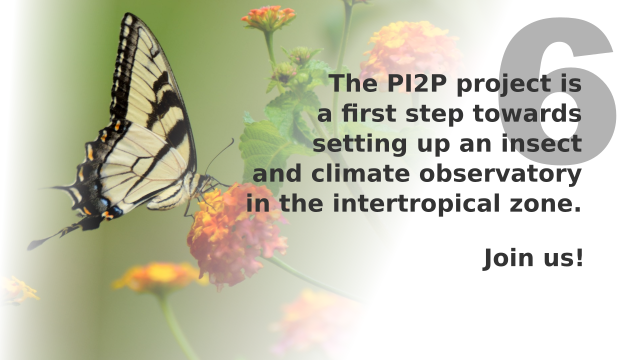 6
The PI2P project is
a first step towards
setting up an insect
and climate observatory
in the intertropical zone.
Join us!